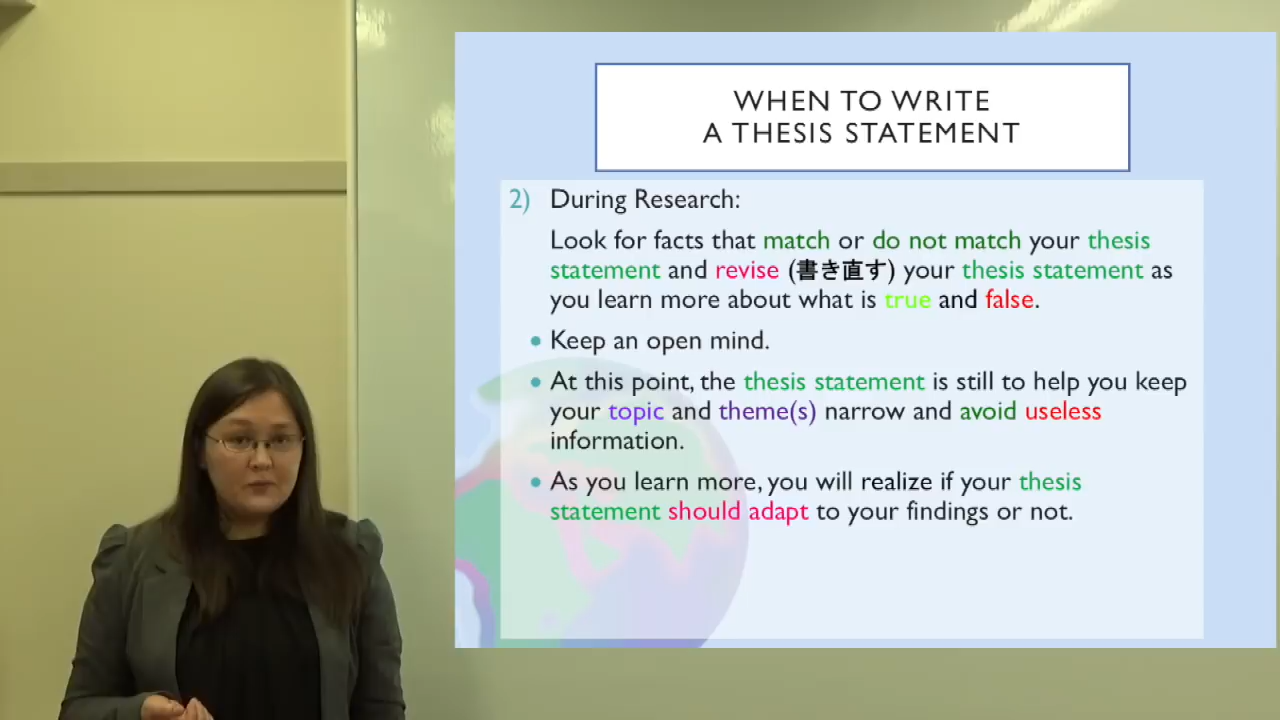 WHEN TO WRITE
A THESIS STATEMENT
2) During Research:
Look for facts that match or do not match your thesis
statement and revise (書き直す) your thesis statement as
you learn more about what is true and false.
• Keep an open mind.
• At this point, the thesis statement is still to help you keep
your topic and theme(s) narrow and avoid useless
information.
• As you learn more, you will realize if your thesis
statement should adapt to your findings or not.